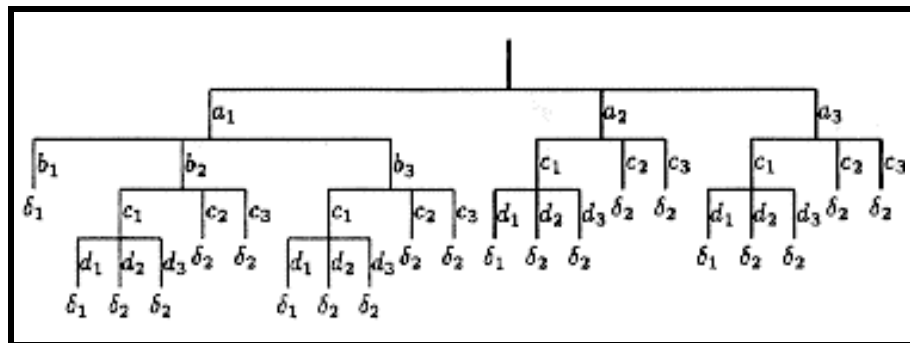 a₁ a₂ a₃
b₁ b₂ b₃ c₁ c₂ c₃ c₁ c₂ c₃
δ₁ c₁ c₂ c₃ c₁ c₂ c₃ d₁ d₂ d₃ δ₂ δ₂ d₁ d₂ d₃ δ₂ δ₂
d₁ d₂ d₃ δ₂ δ₂ d₁ d₂ d₃ δ₂ δ₂ δ₁ δ₂ δ₂ δ₁ δ₂ δ₂
δ₁ δ₂ δ₂ δ₁ δ₂ δ₂